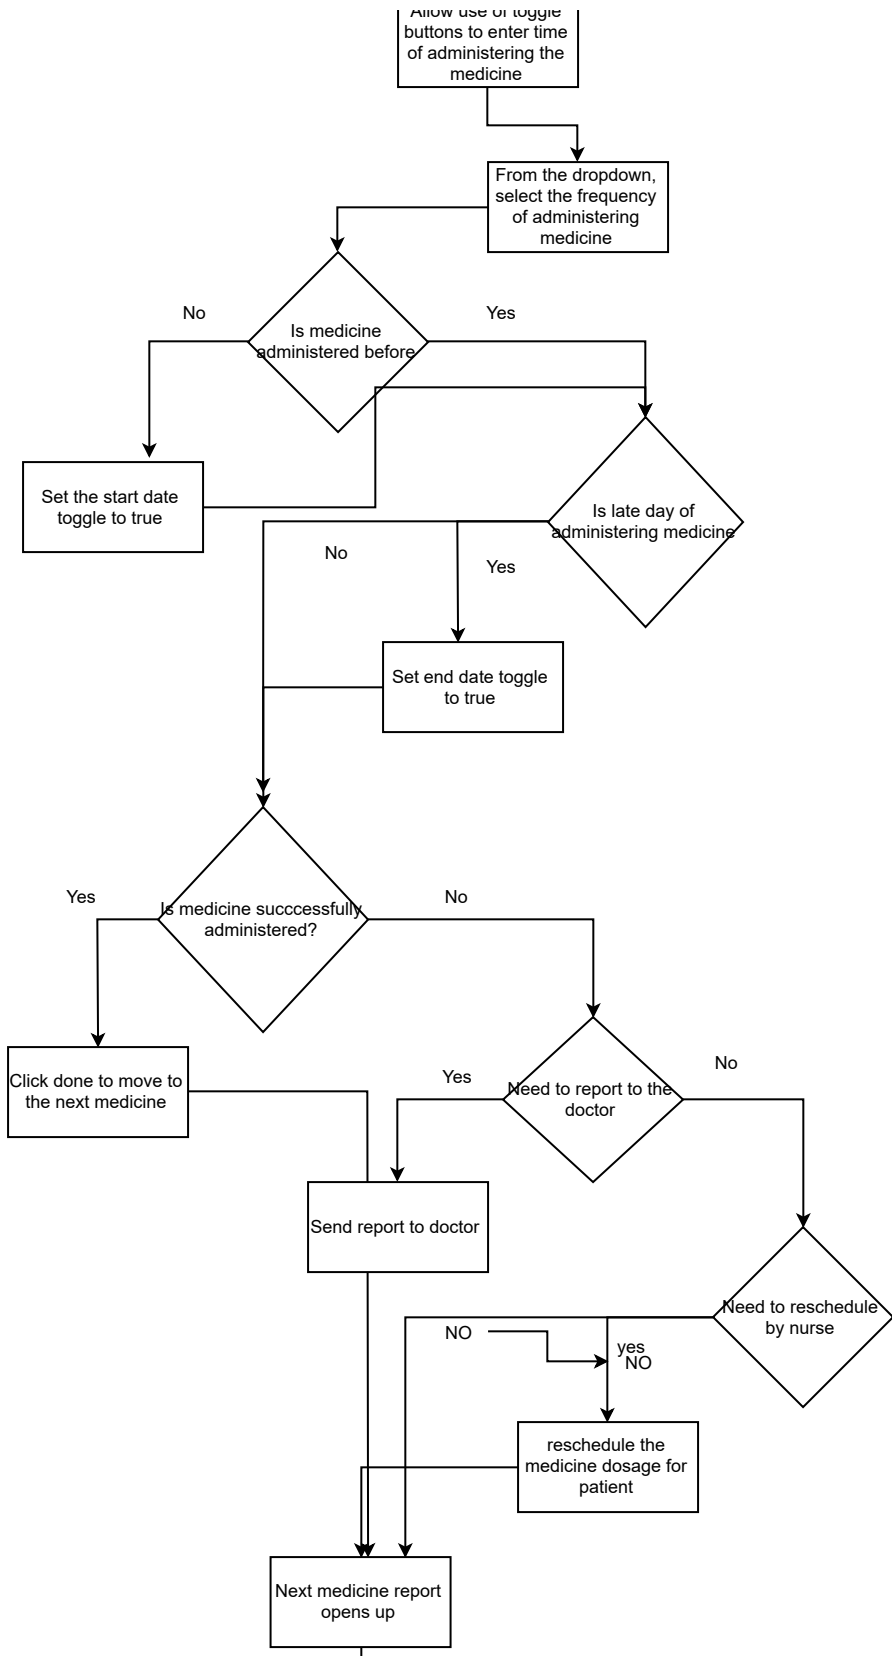 Allow use of toggle
buttons to enter time
of administering the
medicine
From the dropdown,
select the frequency
of administering
medicine
No
Yes
Is medicine
administered before
Set the start date
toggle to true
Is late day of
administering medicine
No
Yes
Set end date toggle
to true
Yes
No
Is medicine succcessfully
administered?
Click done to move to
the next medicine
Yes
No
Need to report to the
doctor
Send report to doctor
Need to reschedule
by nurse
NO
yes
NO
reschedule the
medicine dosage for
patient
Next medicine report
opens up